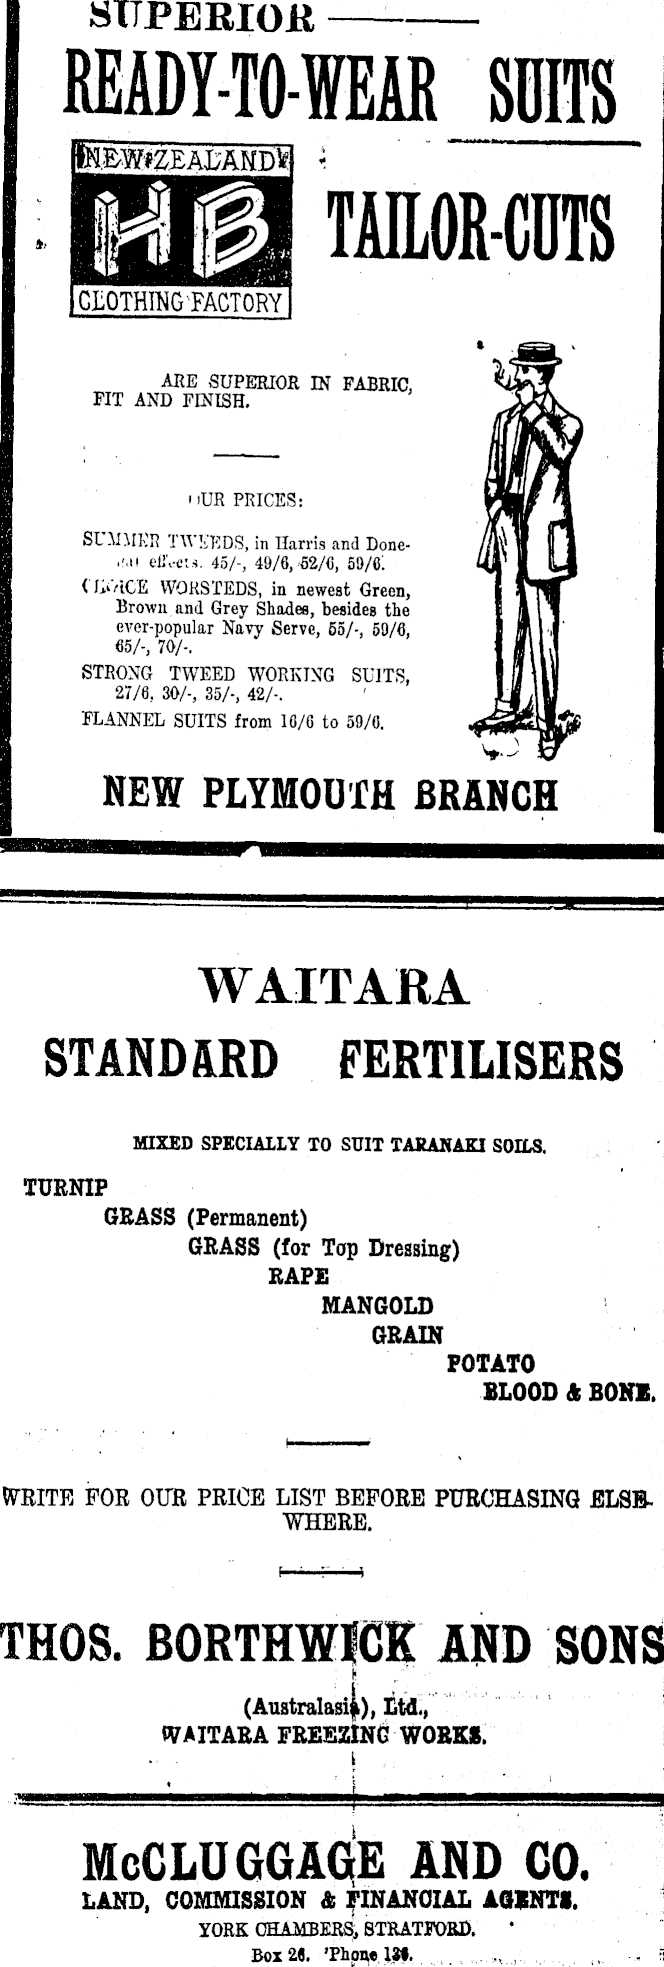 SUPERIOR
READY-TO-WEAR SUITS
NEW ZEALAND
HB
CLOTHING FACTORY
TAILOR-CUTS
ARE SUPERIOR IN FABRIC,
FIT AND FINISH.
OUR PRICES:
SUMMER TWEEDS, in Harris and Done-
gal effects. 45/-, 49/6, 52/6, 59/6.
CHOICE WORSTEDS, in newest Green,
Brown and Grey Shades, besides the
ever-popular Navy Serve, 55/-, 59/6,
65/-, 70/-.
STRONG TWEED WORKING SUITS,
27/6, 30/-, 35/-, 42/-.
FLANNEL SUITS from 16/6 to 59/6.
NEW PLYMOUTH BRANCH
WAITARA
STANDARD FERTILISERS
MIXED SPECIALLY TO SUIT TARANAKI SOILS.
TURNIP
GRASS (Permanent)
GRASS (for Top Dressing)
RAPE
MANGOLD
GRAIN
POTATO
BLOOD & BONE.
WRITE FOR OUR PRICE LIST BEFORE PURCHASING ELSE-
WHERE.
THOS. BORTHWICK AND SONS
(Australasia), Ltd.,
WAITARA FREEZING WORKS.
McCLUGGAGE AND CO.
LAND, COMMISSION & FINANCIAL AGENTS.
YORK CHAMBERS, STRATFORD.
Box 26. 'Phone 136.